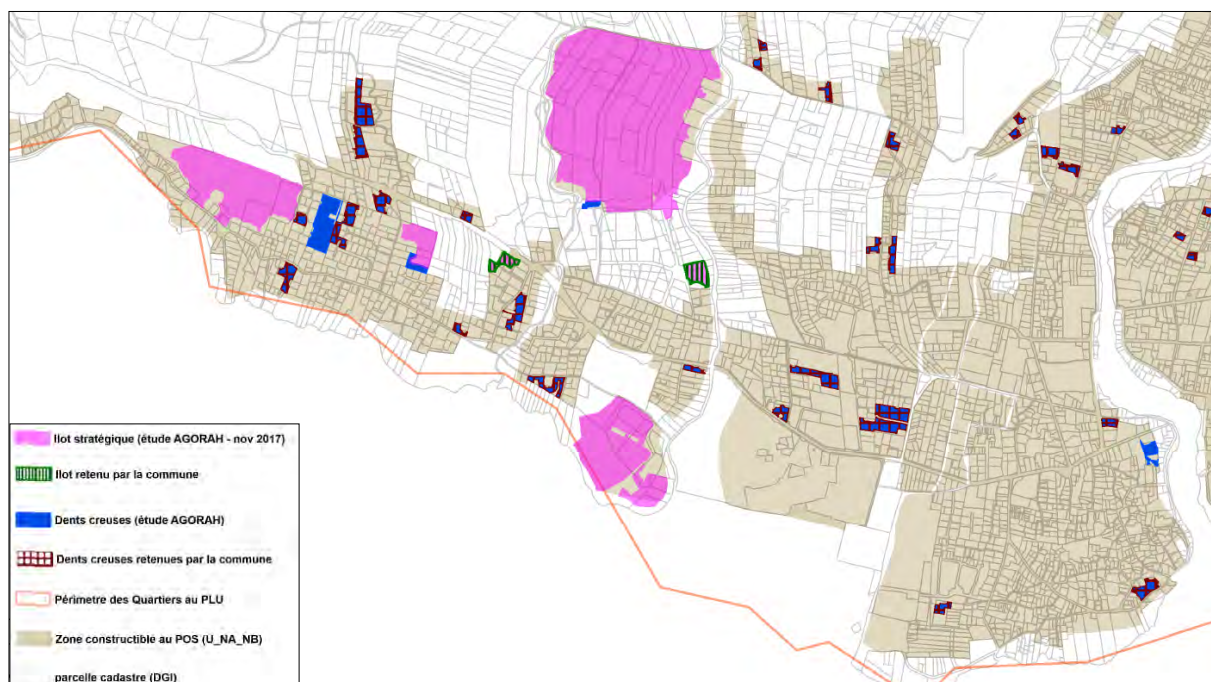 Ilot stratégique (étude AGORAH - nov 2017)
Ilot retenu par la commune
Dents creuses (étude AGORAH)
Dents creuses retenues par la commune
Périmetre des Quartiers au PLU
Zone constructible au POS (U_NA_NB)
parcelle cadastre (DGI)